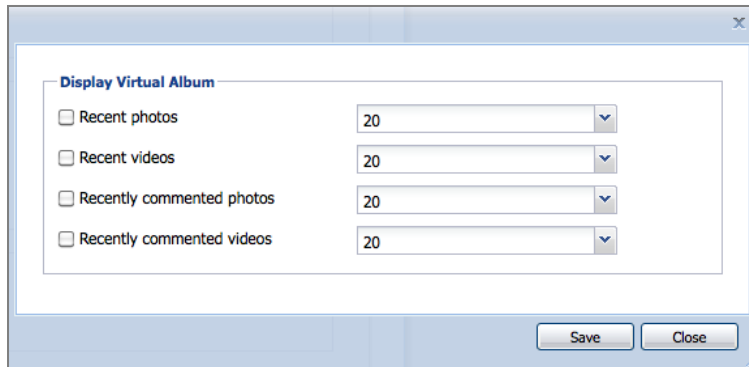 Display Virtual Album
Recent photos 20
Recent videos 20
Recently commented photos 20
Recently commented videos 20
Save Close